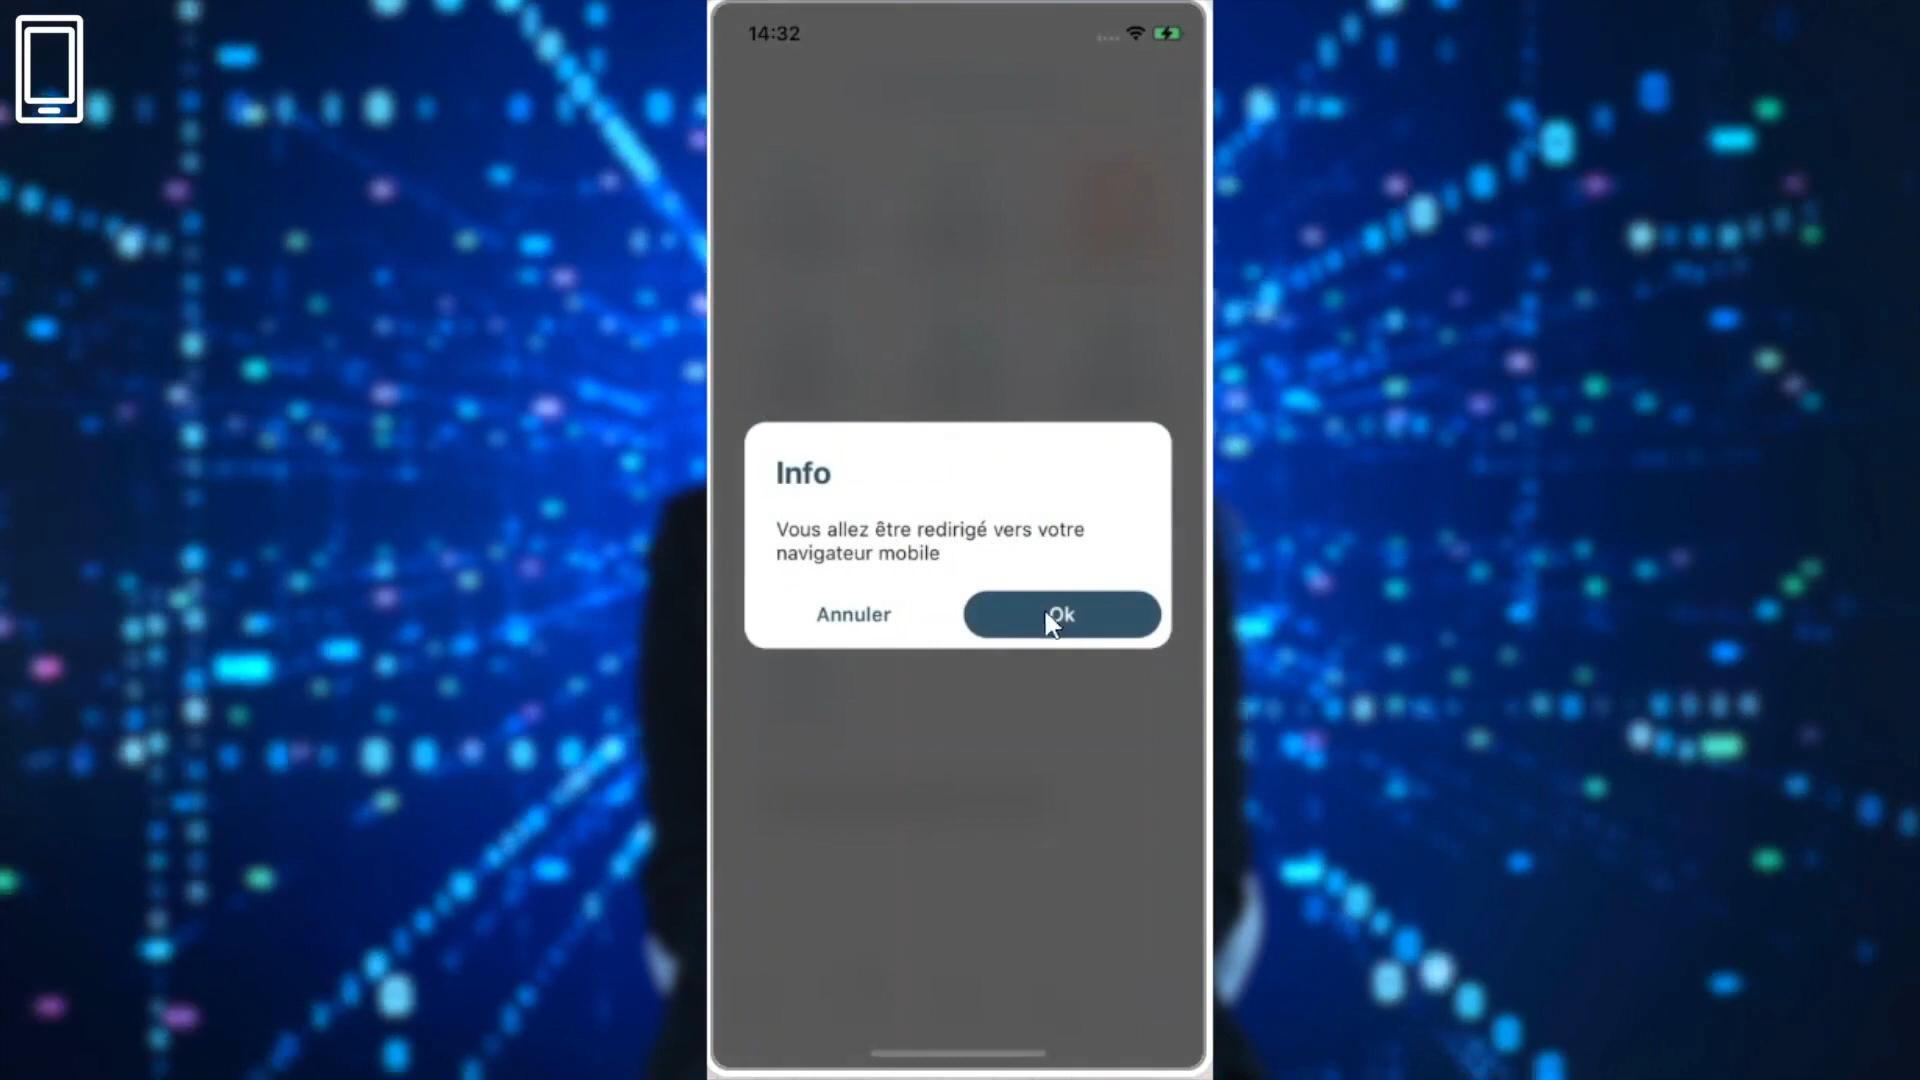 14:32
Info
Vous allez être redirigé vers votre
navigateur mobile
Annuler
Ok